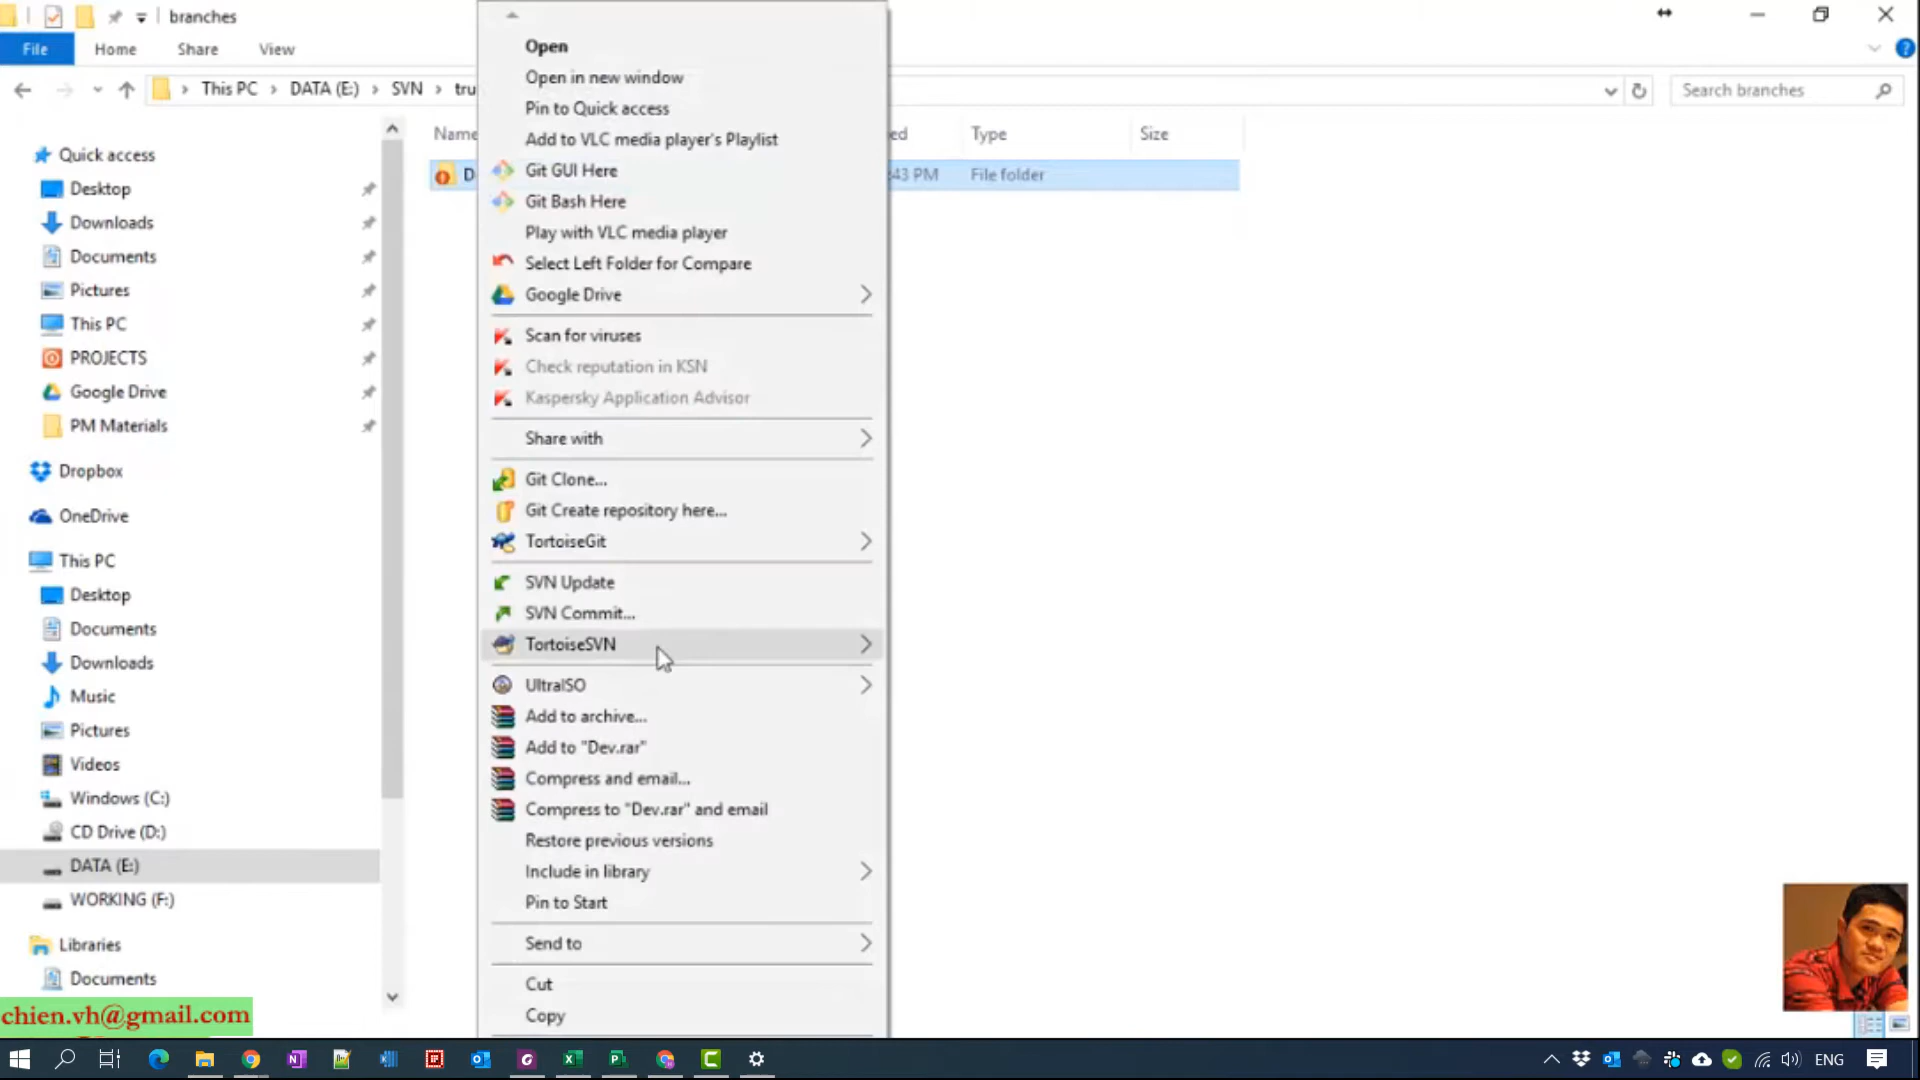 branches
File
Home
Share
View
This PC
DATA (E:)
SVN
tru
Search branches
Quick access
Desktop
Downloads
Documents
Pictures
This PC
PROJECTS
Google Drive
PM Materials
Dropbox
OneDrive
This PC
Desktop
Documents
Downloads
Music
Pictures
Videos
Windows (C:)
CD Drive (D:)
DATA (E:)
WORKING (F:)
Libraries
Documents
Name
ed
Type
Size
D
:43 PM
File folder
Open
Open in new window
Pin to Quick access
Add to VLC media player's Playlist
Git GUI Here
Git Bash Here
Play with VLC media player
Select Left Folder for Compare
Google Drive
Scan for viruses
Check reputation in KSN
Kaspersky Application Advisor
Share with
Git Clone...
Git Create repository here...
TortoiseGit
SVN Update
SVN Commit...
TortoiseSVN
UltraISO
Add to archive...
Add to "Dev.rar"
Compress and email...
Compress to "Dev.rar" and email
Restore previous versions
Include in library
Pin to Start
Send to
Cut
Copy
chien.vh@gmail.com
ENG